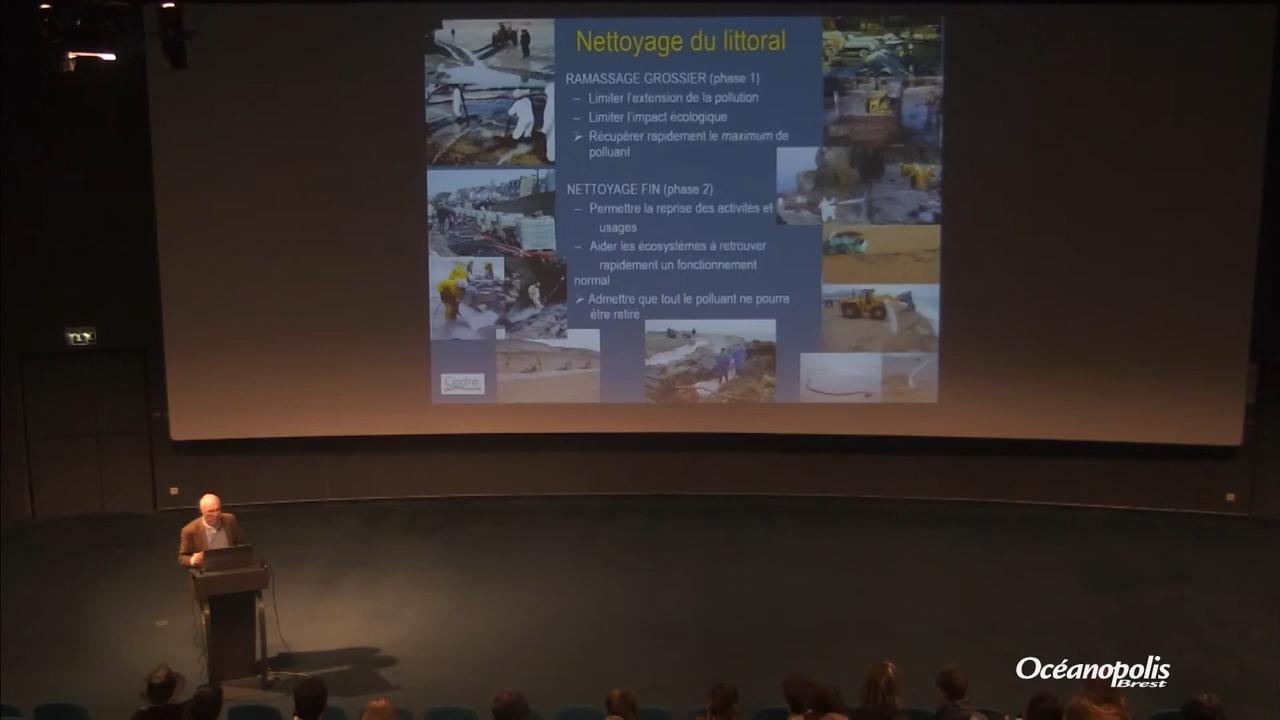 Nettoyage du littoral
RAMASSAGE GROSSIER (phase 1)
– Limiter l'extension de la pollution
– Limiter l'impact écologique
➢ Récupérer rapidement le maximum de
polluant
NETTOYAGE FIN (phase 2)
– Permettre la reprise des activités et
usages
– Aider les écosystèmes à retrouver
rapidement un fonctionnement
normal
➢ Admettre que tout le polluant ne pourra
être retiré
Cedre
Océanopolis
Brest